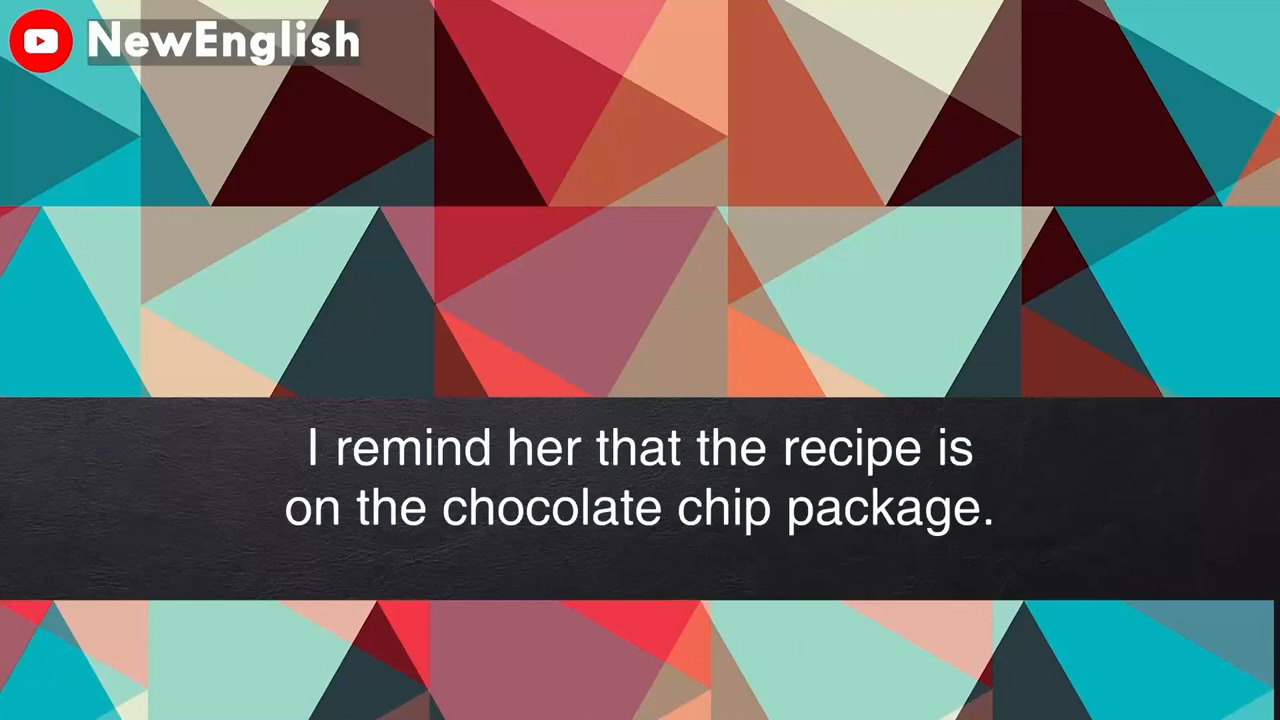 NewEnglish
I remind her that the recipe is
on the chocolate chip package.